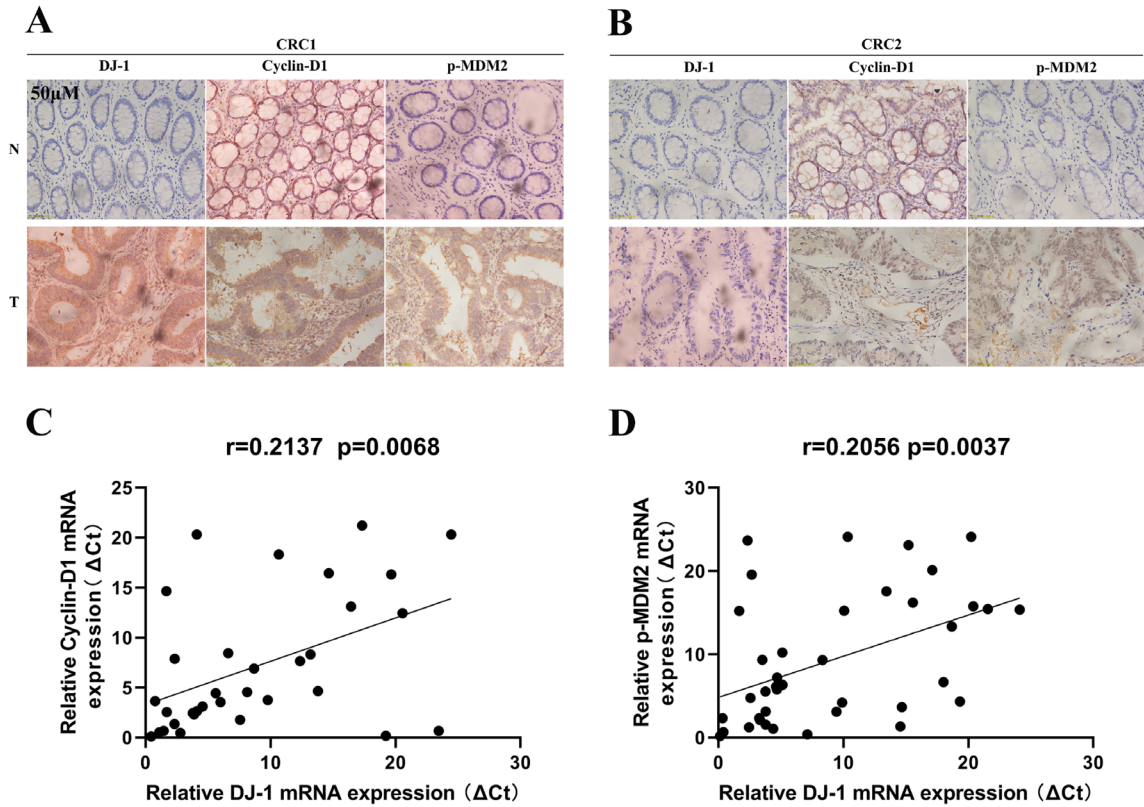 A
CRC1
DJ-1 Cyclin-D1 p-MDM2
50μM
N
T
B
CRC2
DJ-1 Cyclin-D1 p-MDM2
C
r=0.2137 p=0.0068
Relative Cyclin-D1 mRNA
expression(ΔCt)
25
20
15
10
5
0
0 10 20 30
Relative DJ-1 mRNA expression (ΔCt)
D
r=0.2056 p=0.0037
Relative p-MDM2 mRNA
expression(ΔCt)
30
20
10
0
0 10 20 30
Relative DJ-1 mRNA expression (ΔCt)